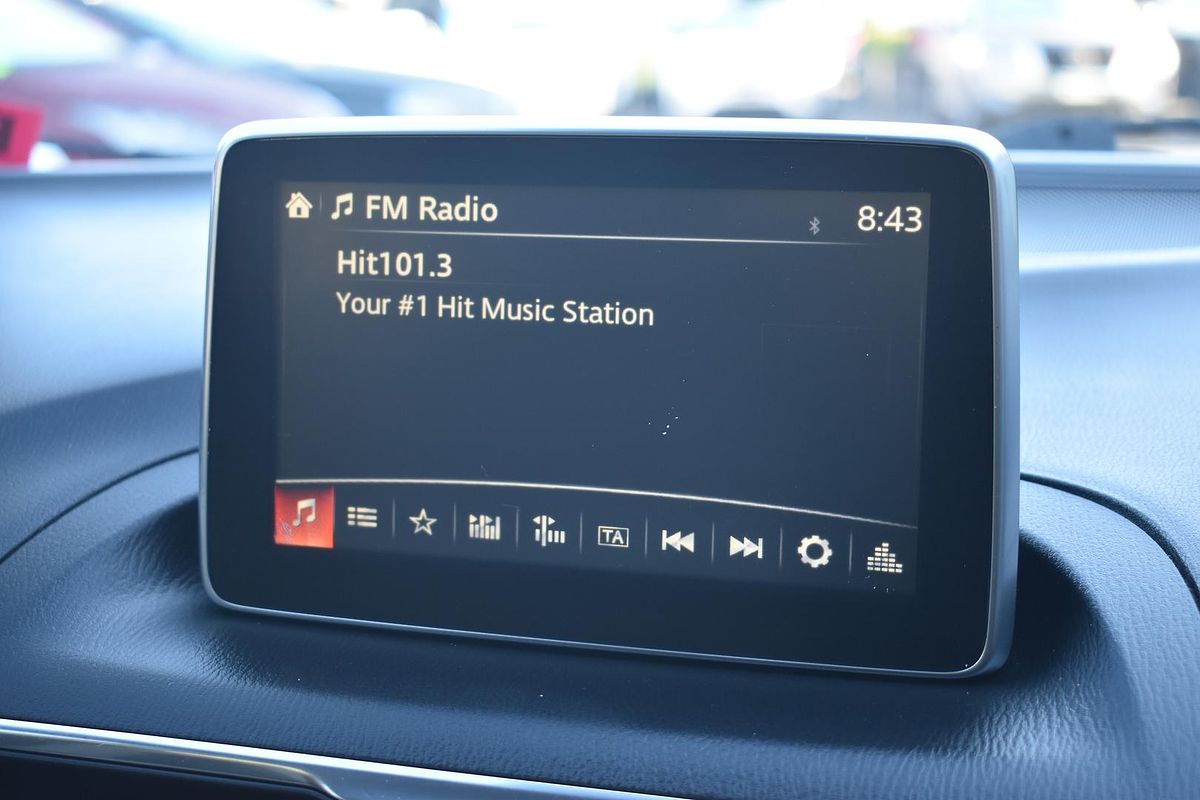 FM Radio
8:43
Hit101.3
Your #1 Hit Music Station
TA